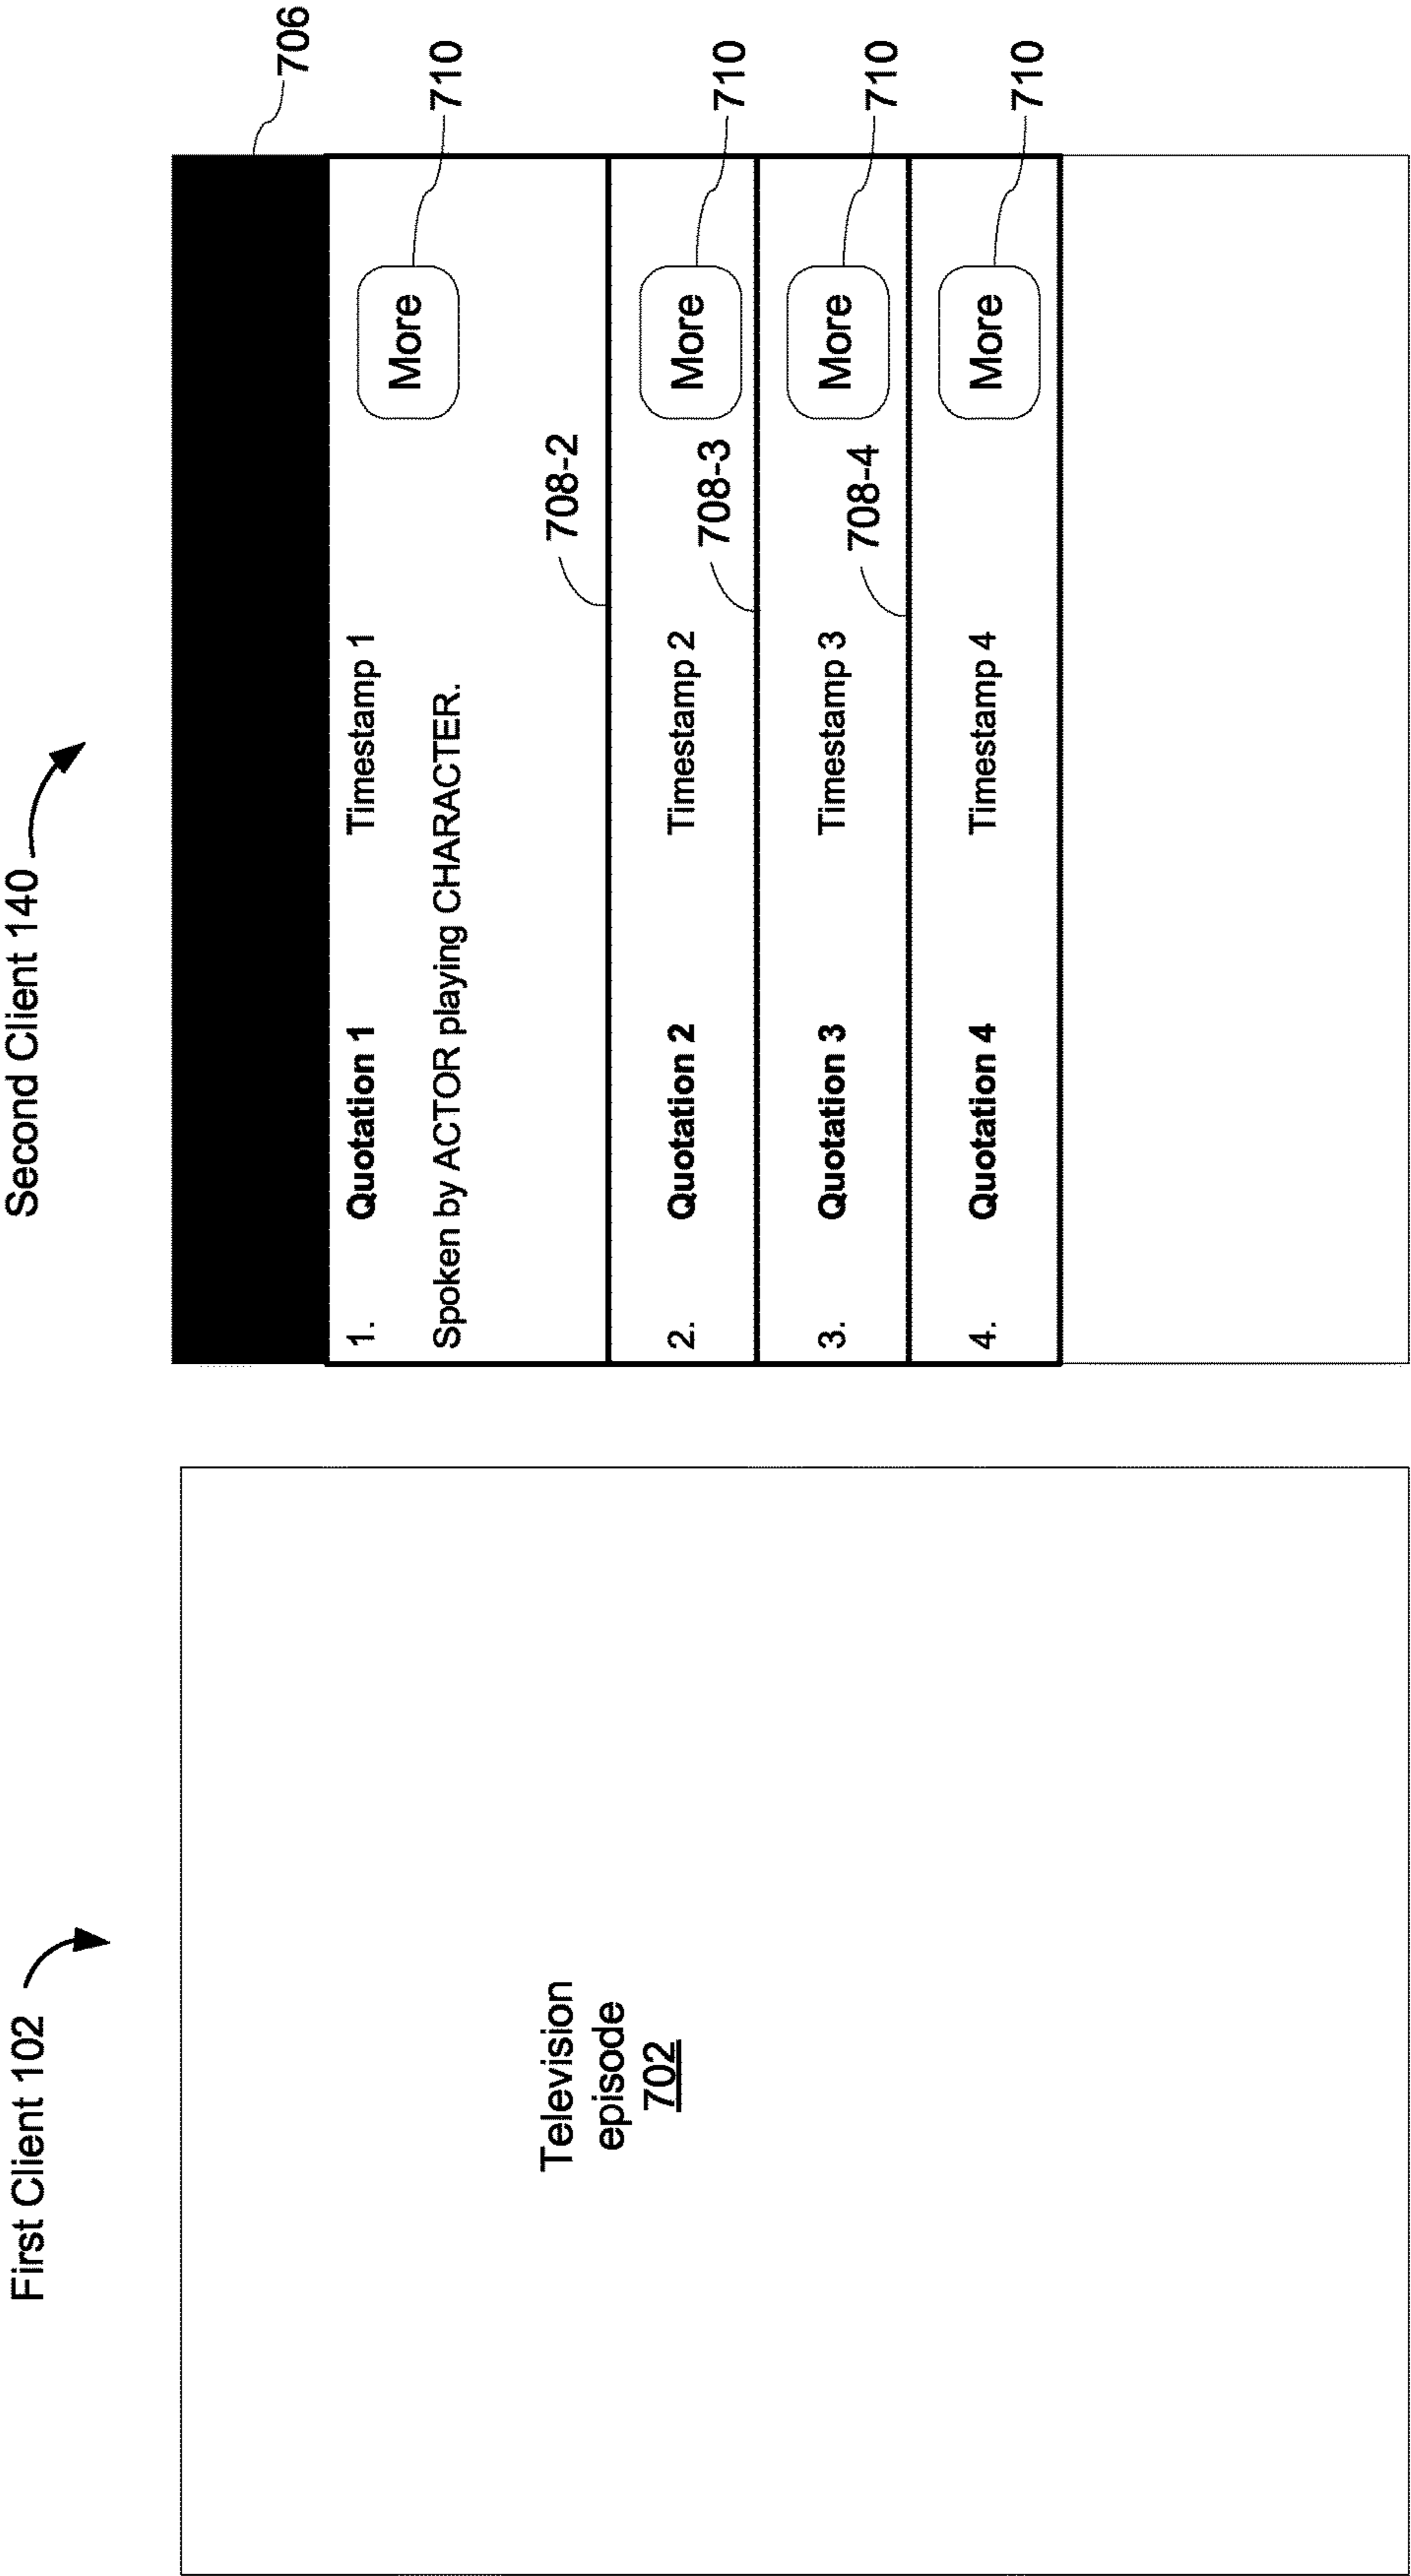 First Client 102
Television
episode
702
Second Client 140
706
1. Quotation 1 Timestamp 1 More 710
Spoken by ACTOR playing CHARACTER.
708-2
2. Quotation 2 Timestamp 2 More 710
708-3
3. Quotation 3 Timestamp 3 More 710
708-4
4. Quotation 4 Timestamp 4 More 710